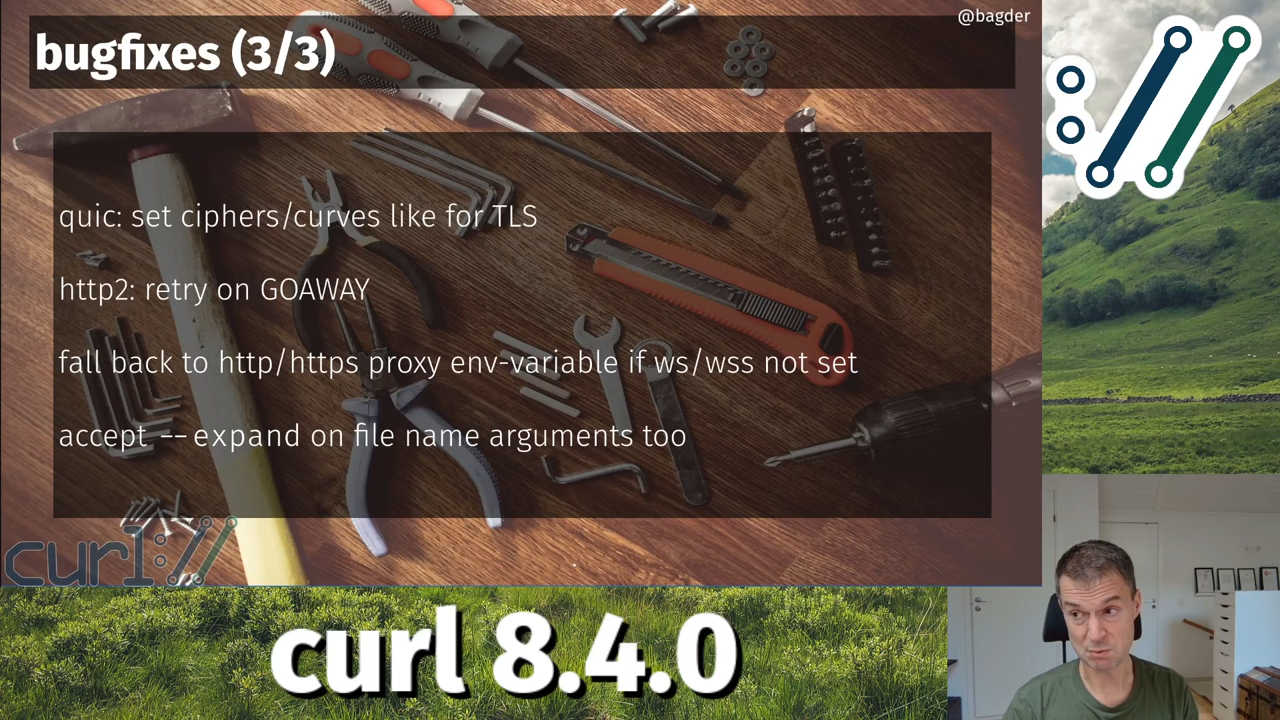 @bagder
bugfixes (3/3)
quic: set ciphers/curves like for TLS
http2: retry on GOAWAY
fall back to http/https proxy env-variable if ws/wss not set
accept --expand on file name arguments too
curl://
curl 8.4.0